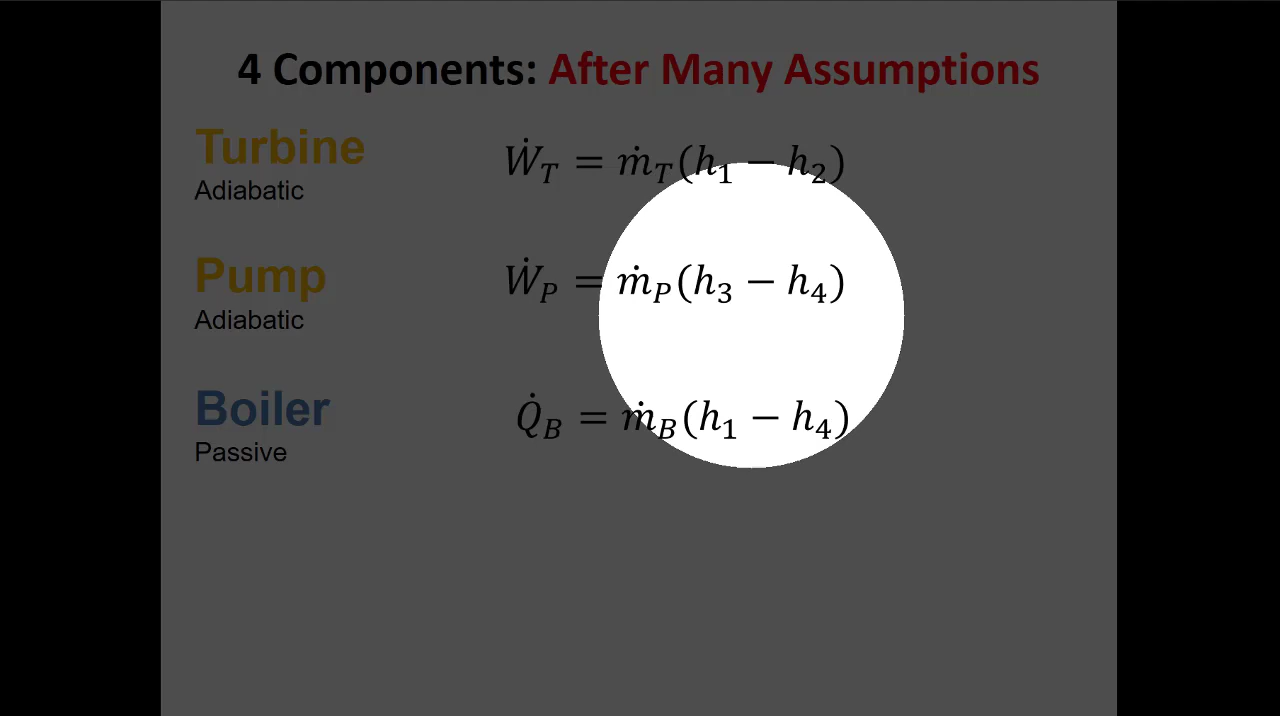 4 Components: After Many Assumptions
Turbine
Adiabatic
Ẇ_T = ṁ_T(h_1 − h_2)
Pump
Adiabatic
Ẇ_P = ṁ_P(h_3 − h_4)
Boiler
Passive
Q̇_B = ṁ_B(h_1 − h_4)